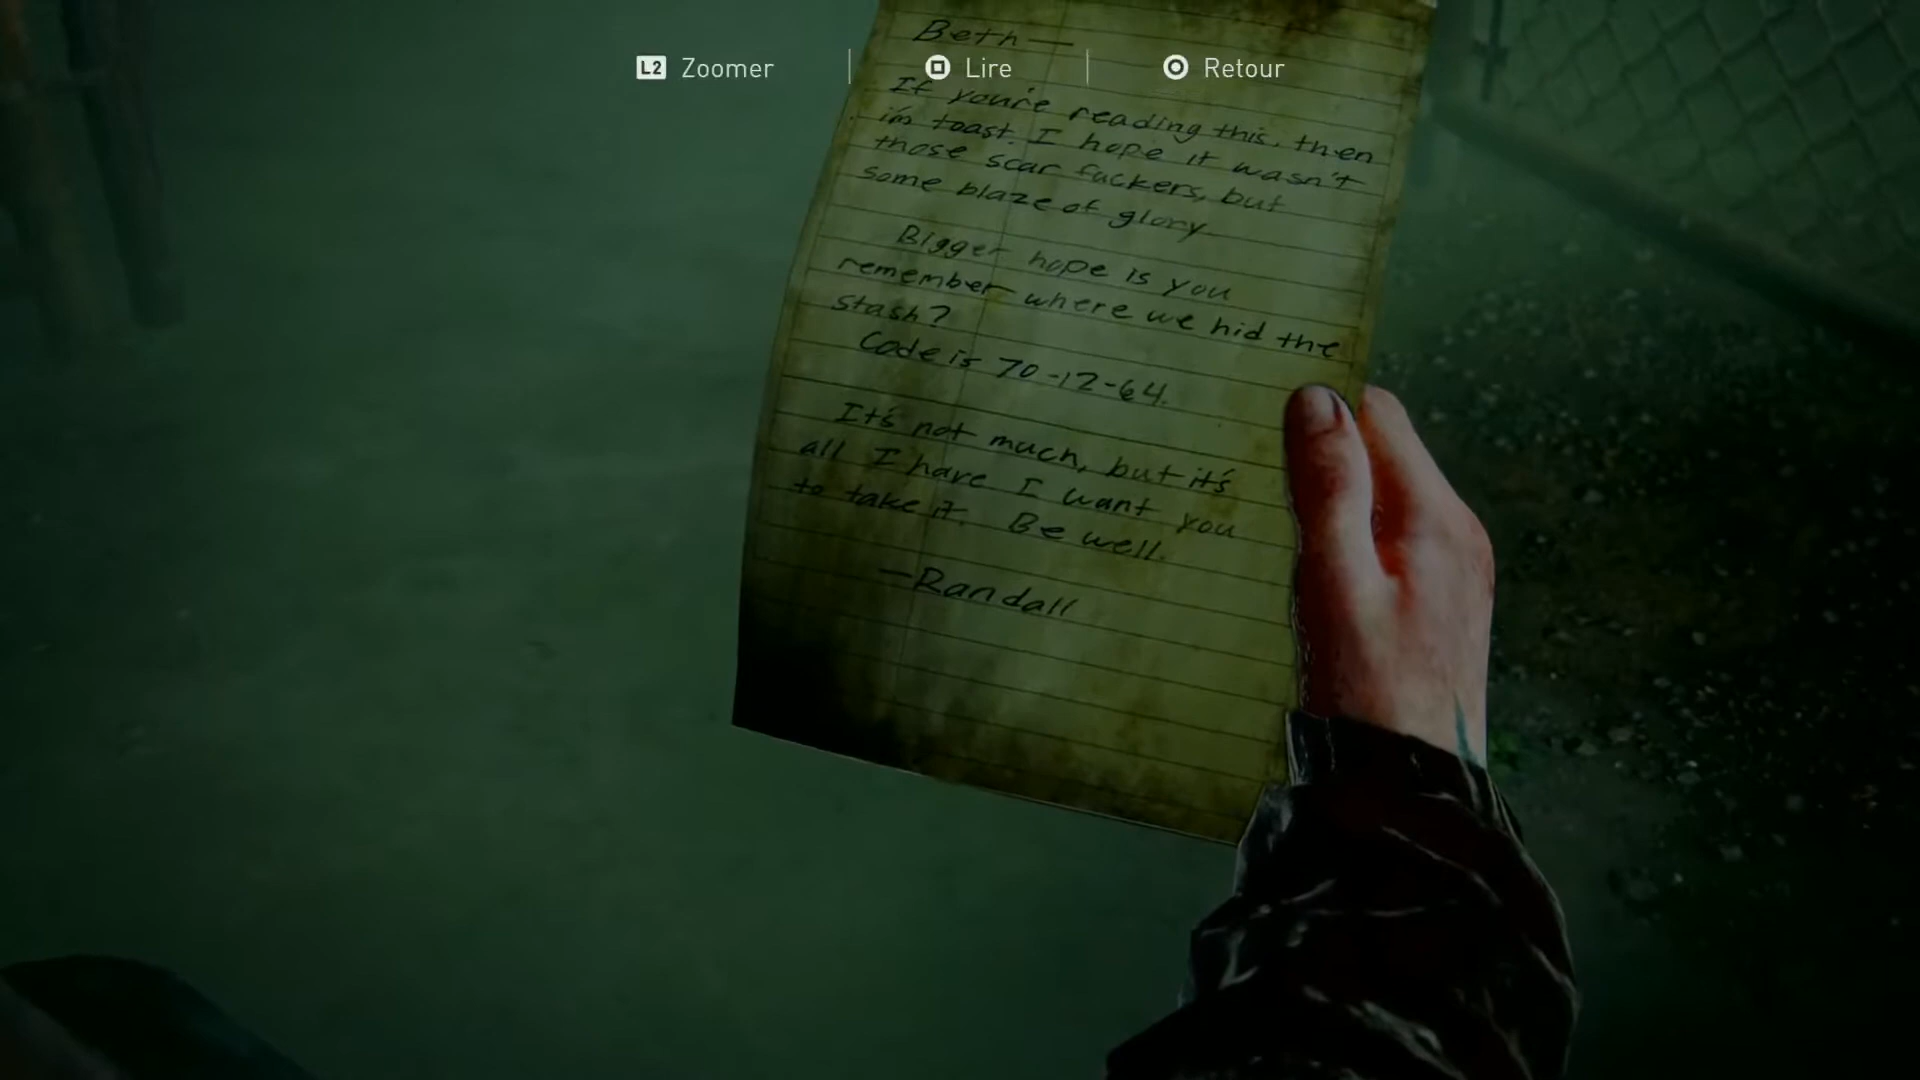 Beth—
L2 Zoomer | Lire | Retour
If you're reading this, then
i'm toast. I hope it wasn't
those scar fuckers, but
some blaze of glory
Bigger hope is you
remember where we hid the
stash?
Code is 70-12-64.
It's not much, but it's
all I have I want you
to take it. Be well.
—Randall